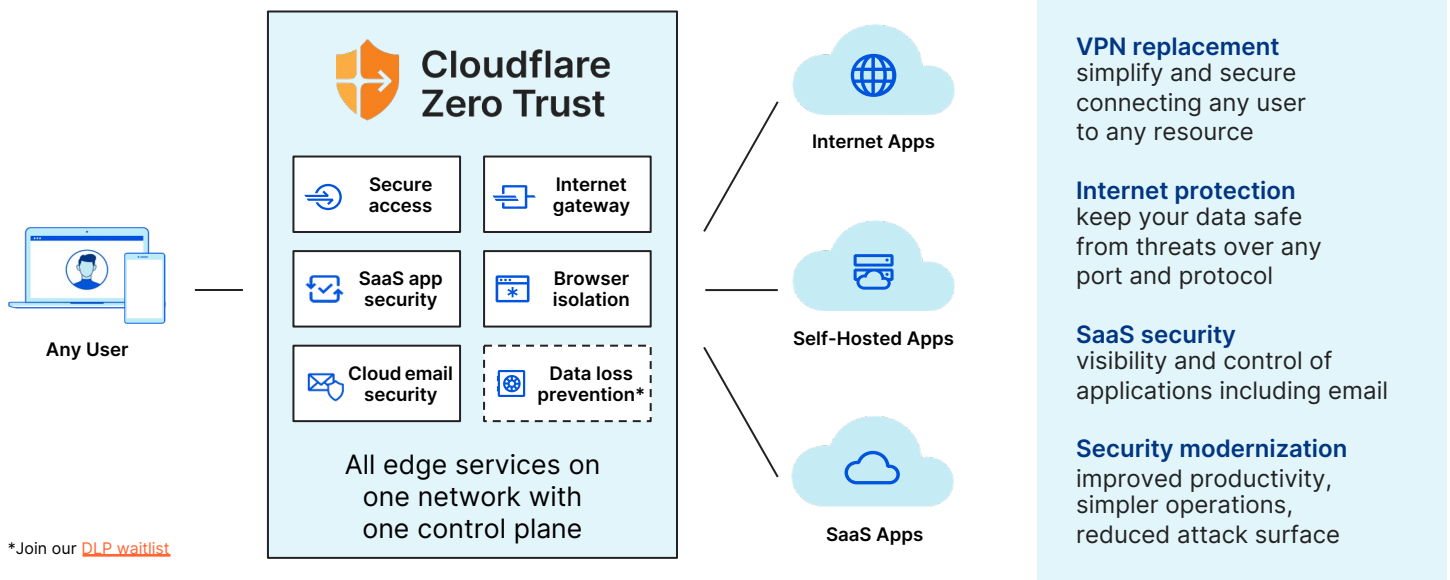 Any User
*Join our DLP waitlist
Cloudflare
Zero Trust
Secure
access
Internet
gateway
SaaS app
security
Browser
isolation
Cloud email
security
Data loss
prevention*
All edge services on
one network with
one control plane
Internet Apps
Self-Hosted Apps
SaaS Apps
VPN replacement
simplify and secure
connecting any user
to any resource
Internet protection
keep your data safe
from threats over any
port and protocol
SaaS security
visibility and control of
applications including email
Security modernization
improved productivity,
simpler operations,
reduced attack surface